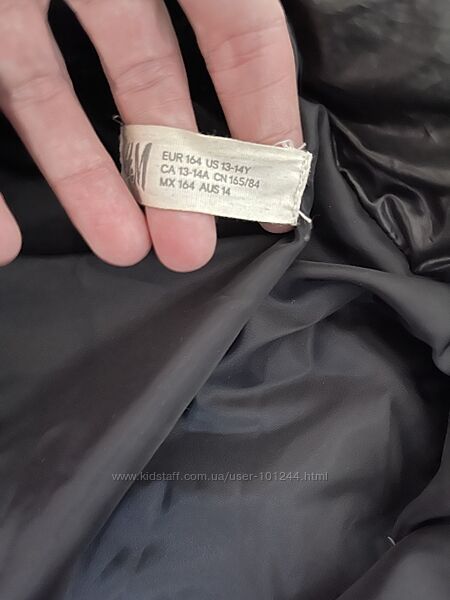 EUR 164 US 13-14Y
CA 13-14A CN 165/84
MX 164 AUS 14
www.kidstaff.com.ua/user-101244.html